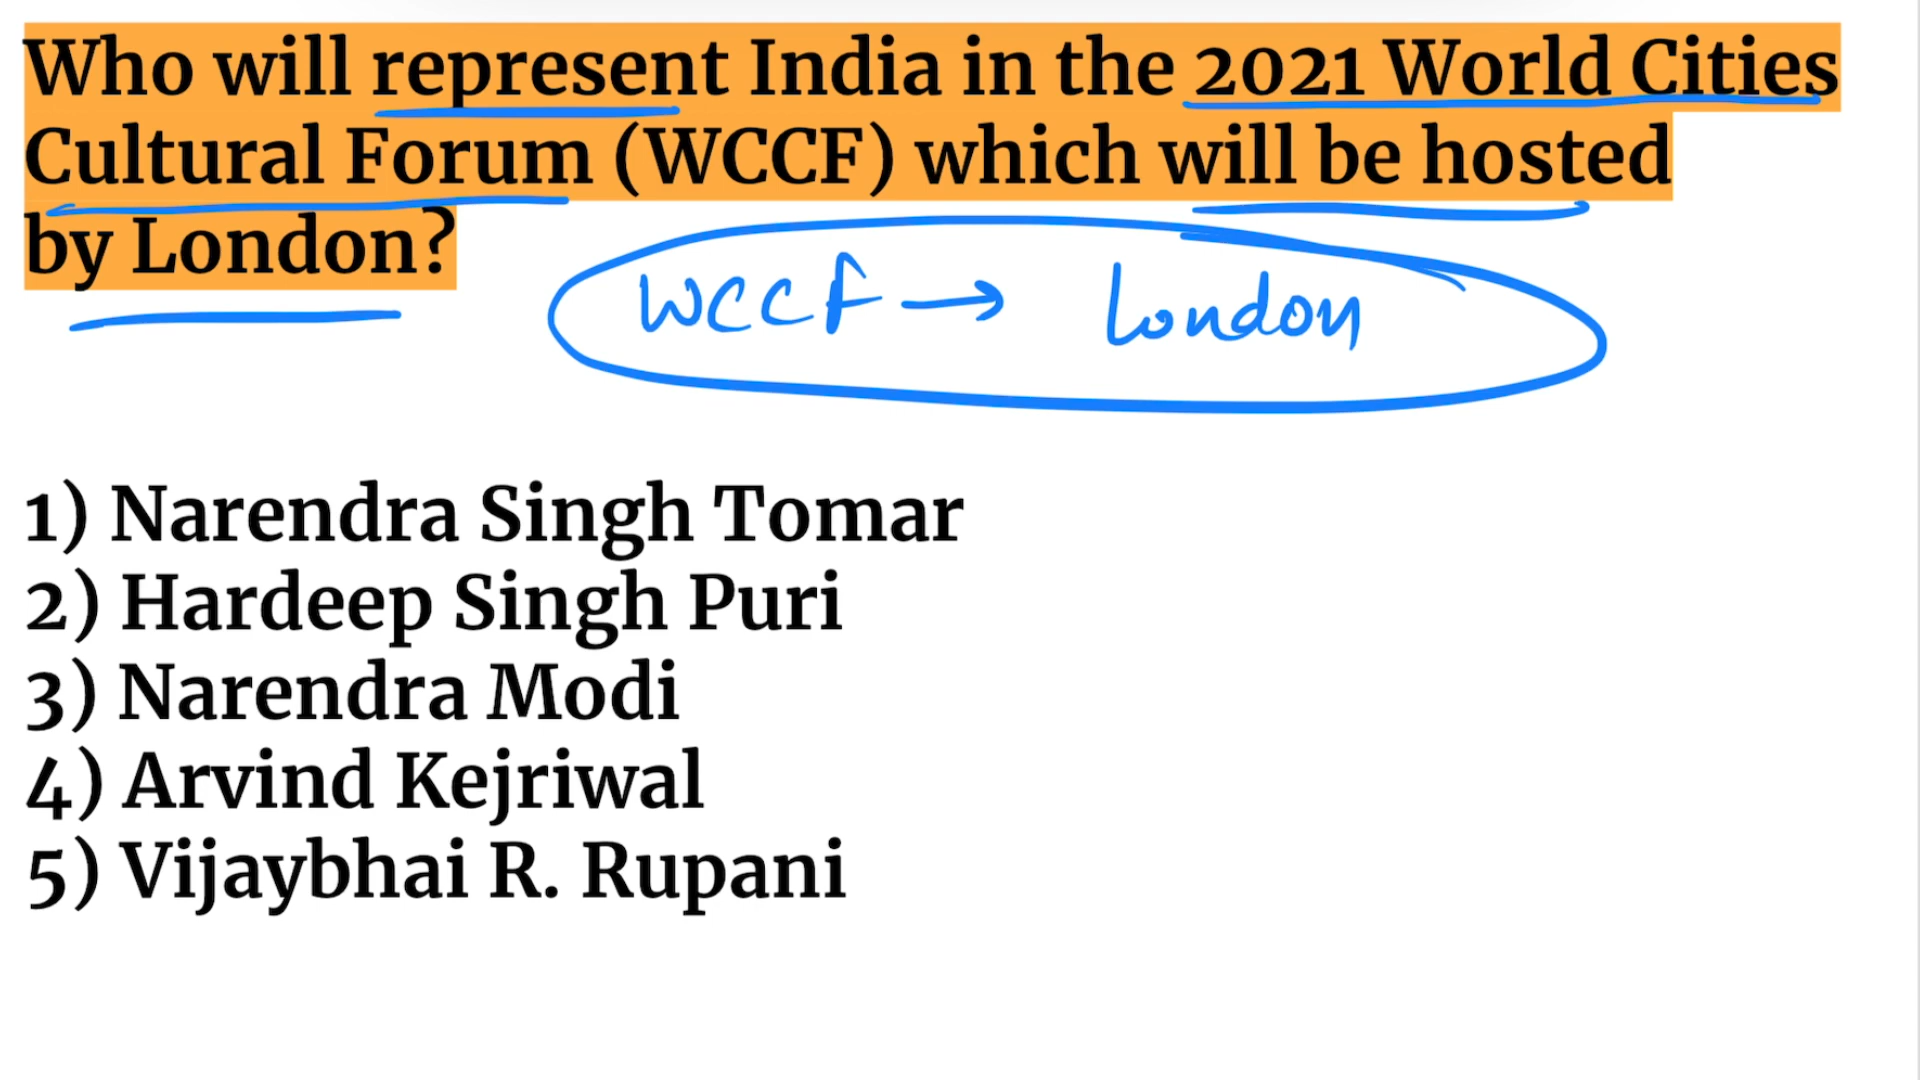 Who will represent India in the 2021 World Cities
Cultural Forum (WCCF) which will be hosted
by London?
WCCF → London
1) Narendra Singh Tomar
2) Hardeep Singh Puri
3) Narendra Modi
4) Arvind Kejriwal
5) Vijaybhai R. Rupani